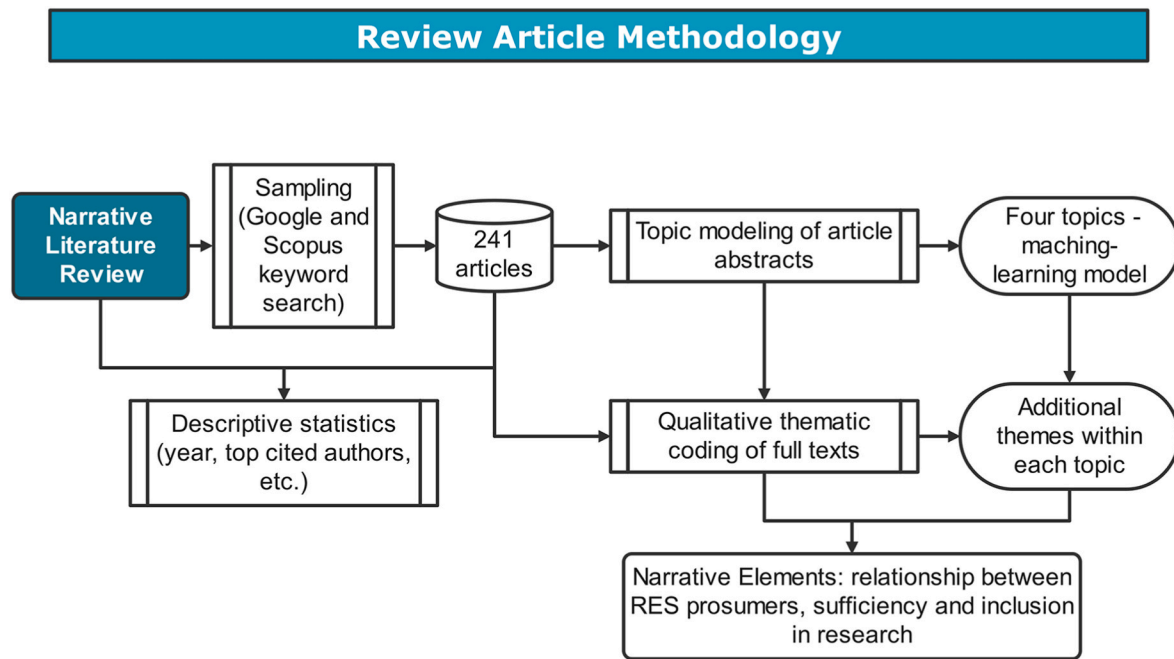 Review Article Methodology
Narrative
Literature
Review
Sampling
(Google and
Scopus
keyword
search)
241
articles
Topic modeling of article
abstracts
Four topics -
maching-
learning model
Descriptive statistics
(year, top cited authors,
etc.)
Qualitative thematic
coding of full texts
Additional
themes within
each topic
Narrative Elements: relationship between
RES prosumers, sufficiency and inclusion
in research